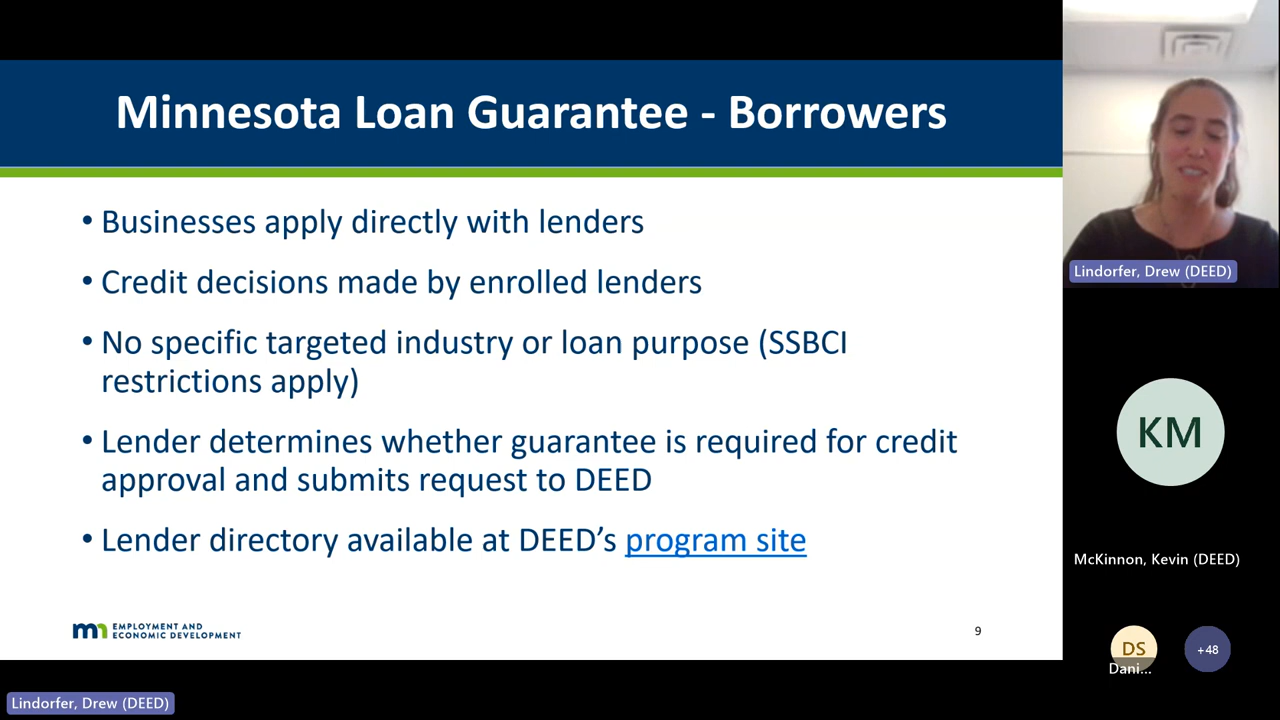 Minnesota Loan Guarantee - Borrowers
• Businesses apply directly with lenders
• Credit decisions made by enrolled lenders
• No specific targeted industry or loan purpose (SSBCI
restrictions apply)
• Lender determines whether guarantee is required for credit
approval and submits request to DEED
• Lender directory available at DEED’s program site
mn EMPLOYMENT AND
ECONOMIC DEVELOPMENT
9
Lindorfer, Drew (DEED)
KM
McKinnon, Kevin (DEED)
DS
Dani...
+48
Lindorfer, Drew (DEED)